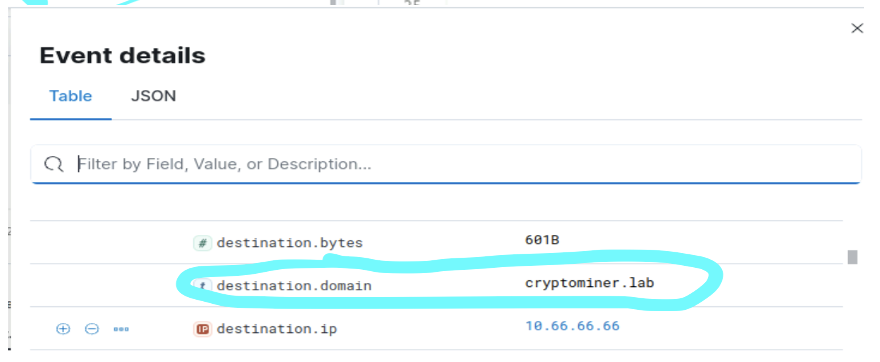 Event details
Table JSON
Filter by Field, Value, or Description...
# destination.bytes 601B
t destination.domain cryptominer.lab
IP destination.ip 10.66.66.66